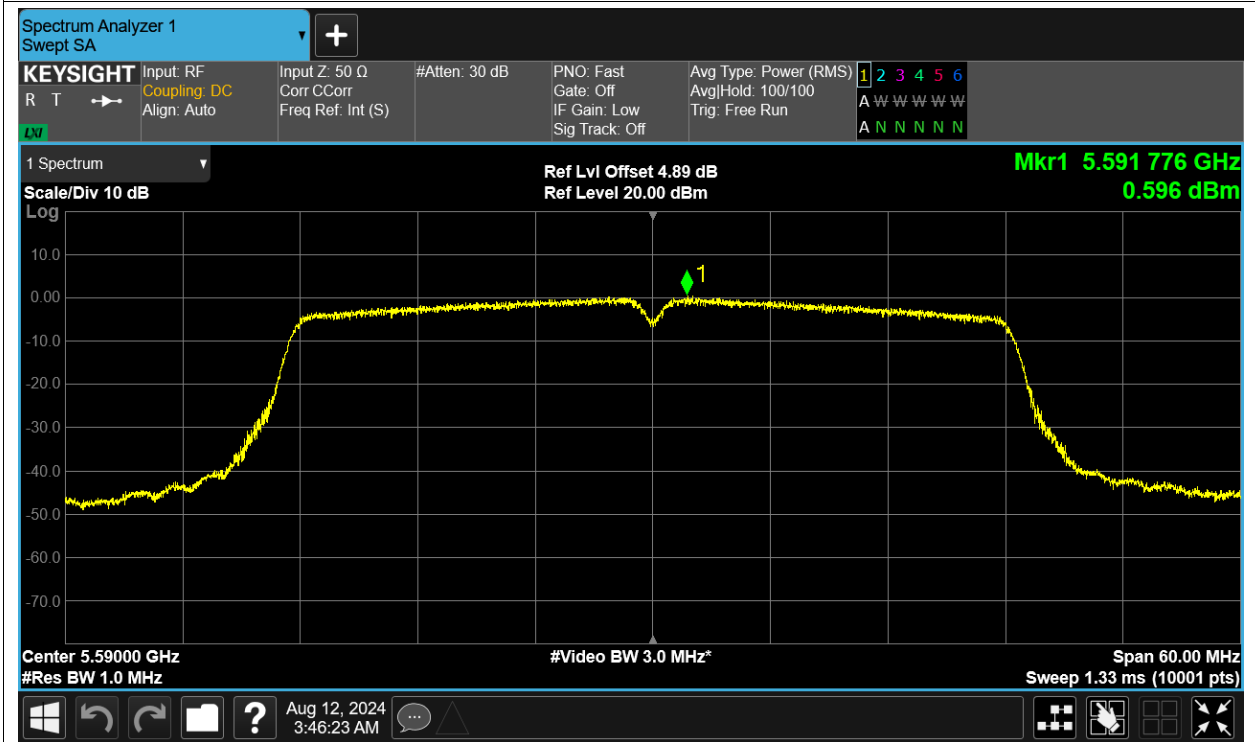 Spectrum Analyzer 1
Swept SA
KEYSIGHT
R T
LXI
Input: RF
Coupling: DC
Align: Auto
Input Z: 50 Ω
Corr CCorr
Freq Ref: Int (S)
#Atten: 30 dB
PNO: Fast
Gate: Off
IF Gain: Low
Sig Track: Off
Avg Type: Power (RMS)
Avg|Hold: 100/100
Trig: Free Run
1 2 3 4 5 6
A W W W W W
A N N N N N
1 Spectrum
Scale/Div 10 dB
Log
Ref Lvl Offset 4.89 dB
Ref Level 20.00 dBm
Mkr1 5.591 776 GHz
0.596 dBm
10.0
0.00
-10.0
-20.0
-30.0
-40.0
-50.0
-60.0
-70.0
1
Center 5.59000 GHz
#Res BW 1.0 MHz
#Video BW 3.0 MHz*
Span 60.00 MHz
Sweep 1.33 ms (10001 pts)
?
Aug 12, 2024
3:46:23 AM